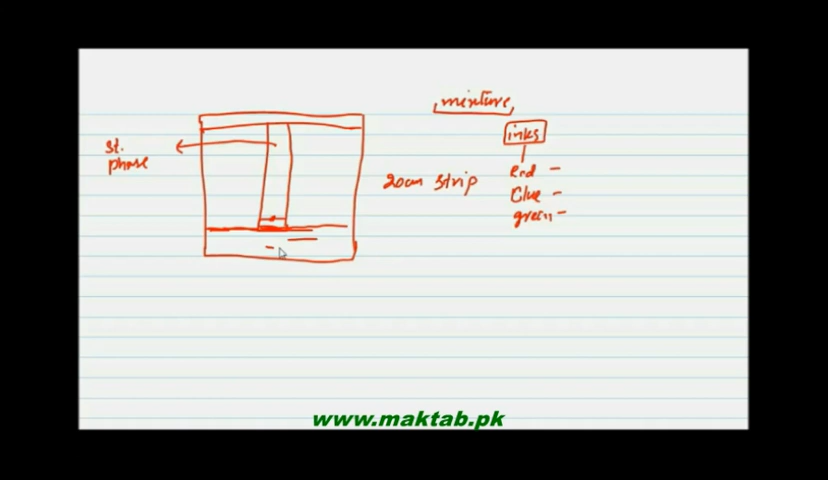 mixture
inks
st.
phase
20cm strip
red -
blue -
green -
www.maktab.pk